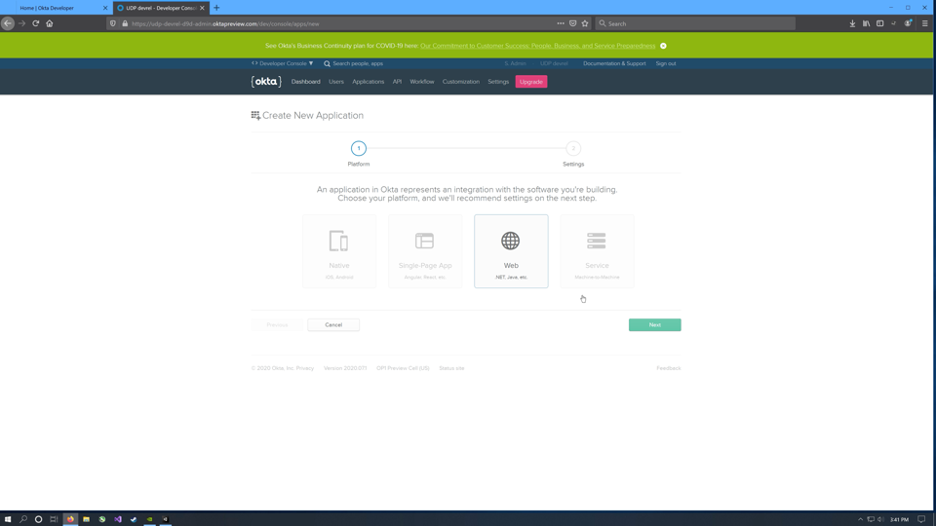 Home | Okta Developer
UDP devrel - Developer Consol
https://udp-devrel-d9d-admin.oktapreview.com/dev/console/apps/new
Search
See Okta's Business Continuity plan for COVID-19 here: Our Commitment to Customer Success, People, Business, and Service Preparedness.
<> Developer Console
Search people, apps
UDP devrel
Documentation & Support
Sign out
[okta]
Dashboard
Users
Applications
API
Workflow
Customization
Settings
Upgrade
Create New Application
1
2
Platform
Settings
An application in Okta represents an integration with the software you're building.
Choose your platform, and we'll recommend settings on the next step.
Native
iOS, Android
Single-Page App
Angular, React, etc.
Web
.NET, Java, etc.
Service
Machine-to-Machine
Previous
Cancel
Next
© 2020 Okta, Inc. Privacy
Version 2020.07.1
OP1 Preview Cell (US)
Status site
Feedback
3:41 PM